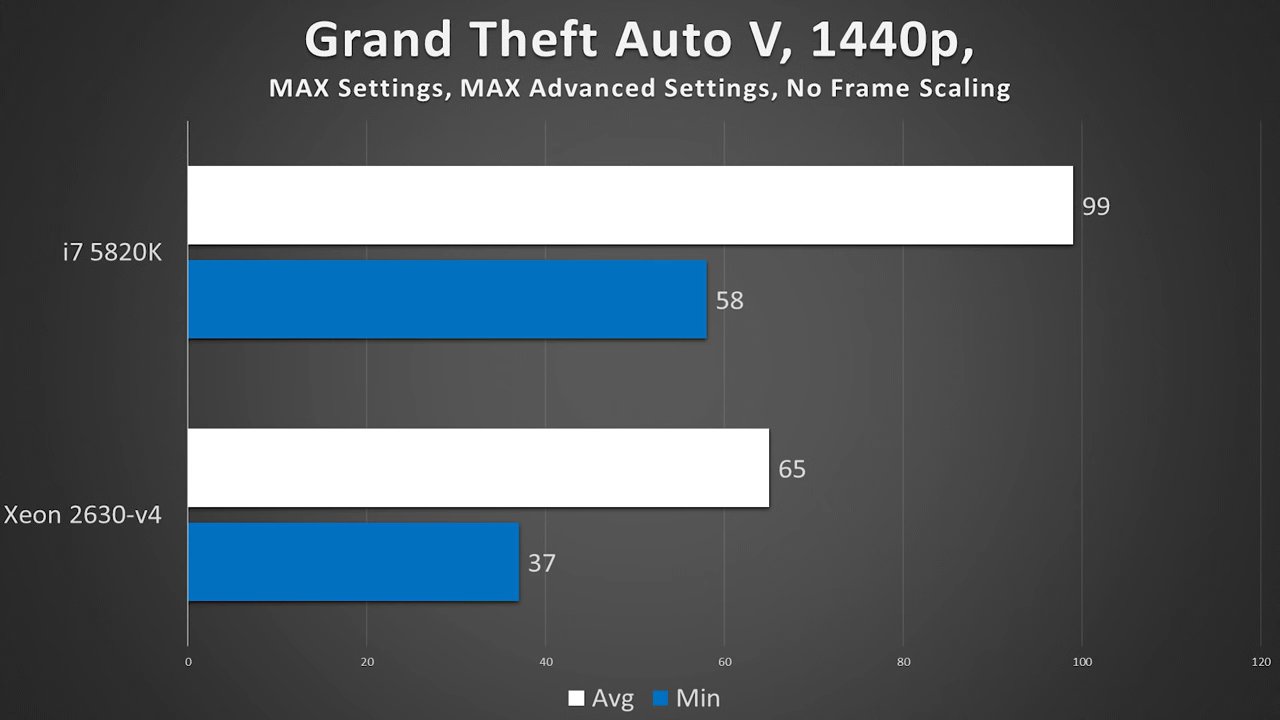 Grand Theft Auto V, 1440p,
MAX Settings, MAX Advanced Settings, No Frame Scaling
99
i7 5820K
58
65
Xeon 2630-v4
37
0 20 40 60 80 100 120
Avg Min